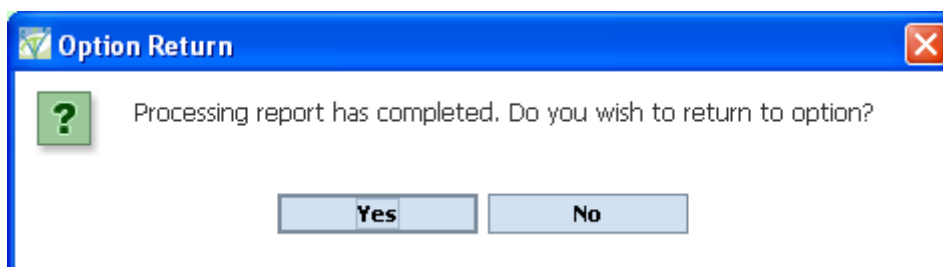 Option Return
Processing report has completed. Do you wish to return to option?
Yes No